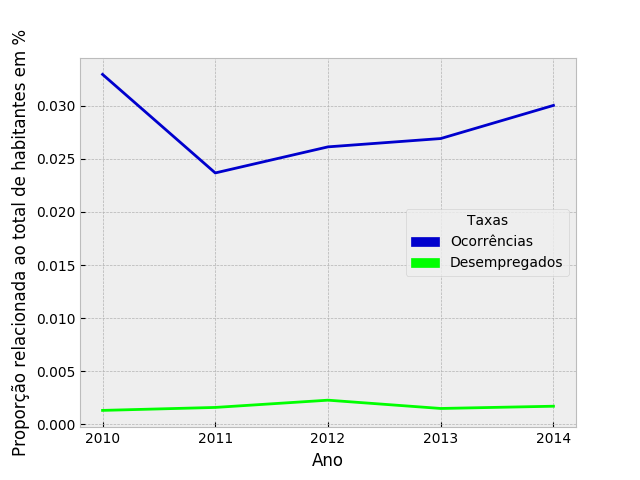 Proporção relacionada ao total de habitantes em %
0.030
0.025
0.020
0.015
0.010
0.005
0.000
Taxas
Ocorrências
Desempregados
2010 2011 2012 2013 2014
Ano